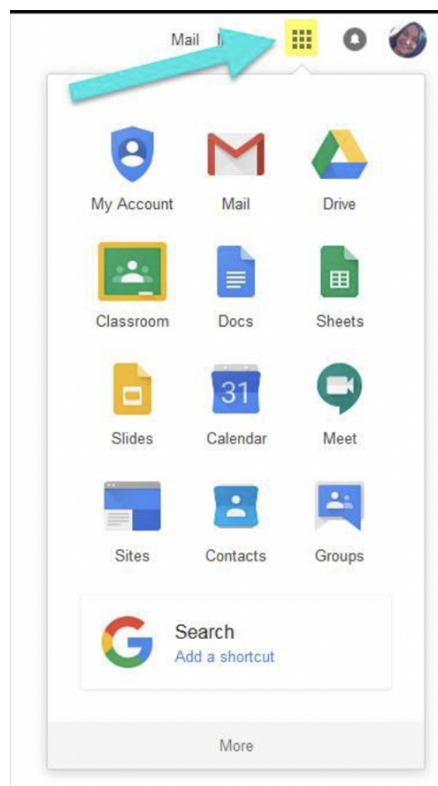 Mail
My Account Mail Drive
Classroom Docs Sheets
Slides Calendar Meet
31
Sites Contacts Groups
Search
Add a shortcut
More